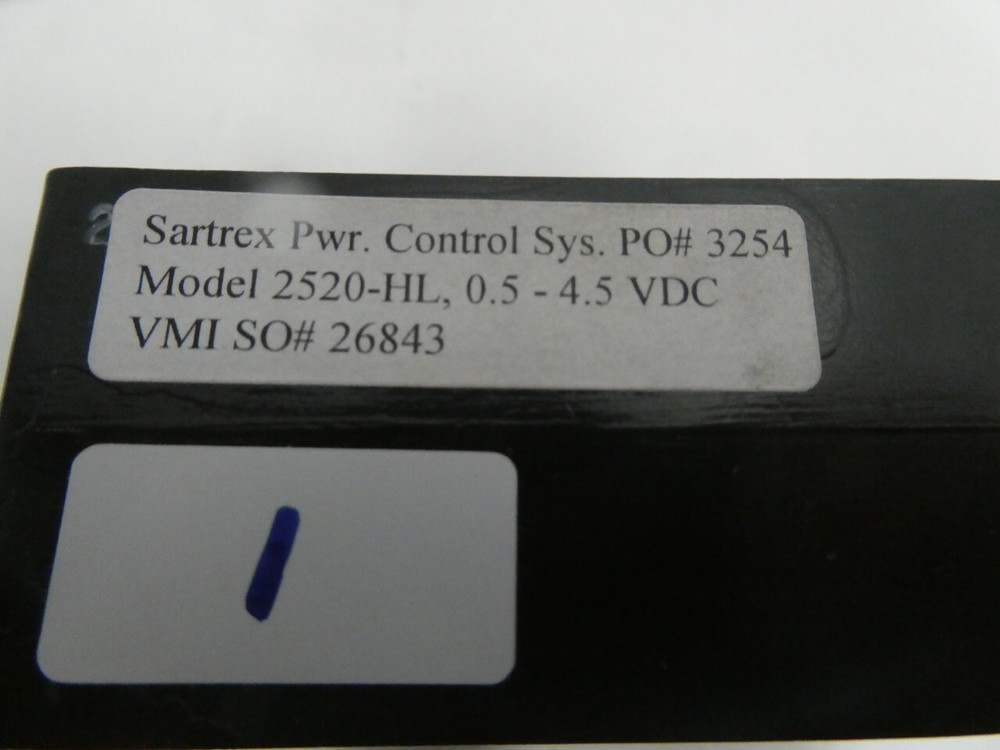 Sartrex Pwr. Control Sys. PO# 3254
Model 2520-HL, 0.5 - 4.5 VDC
VMI SO# 26843
1